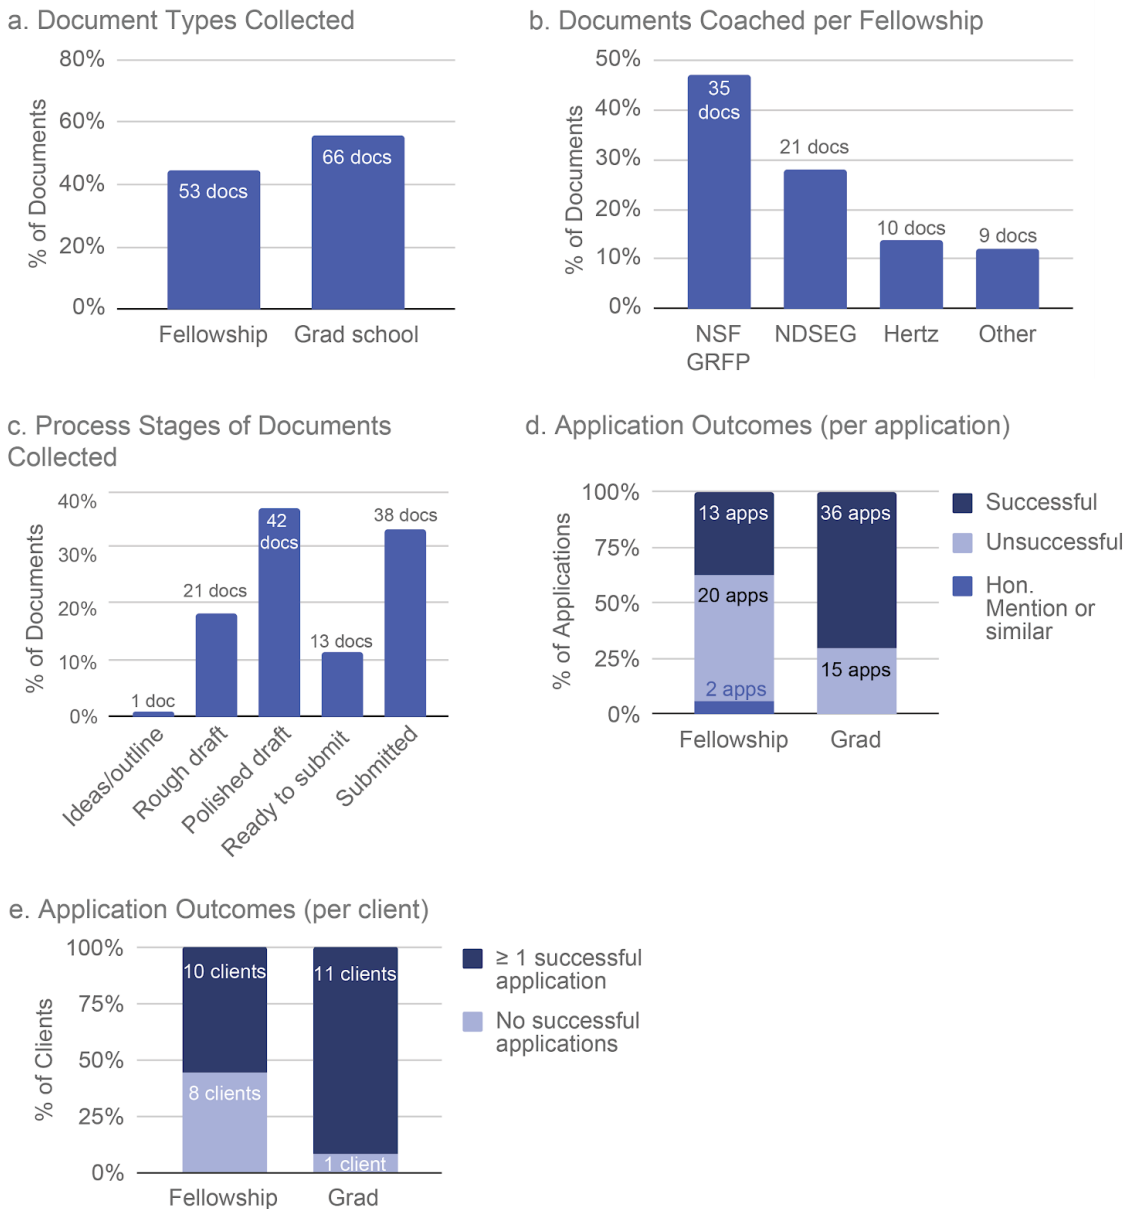 a. Document Types Collected
80%
60%
40%
20%
0%
% of Documents
53 docs
66 docs
Fellowship
Grad school
b. Documents Coached per Fellowship
50%
40%
30%
20%
10%
0%
% of Documents
35
docs
21 docs
10 docs
9 docs
NSF
GRFP
NDSEG
Hertz
Other
c. Process Stages of Documents
Collected
40%
30%
20%
10%
0%
% of Documents
1 doc
21 docs
42
docs
13 docs
38 docs
Ideas/outline
Rough draft
Polished draft
Ready to submit
Submitted
d. Application Outcomes (per application)
100%
75%
50%
25%
0%
% of Applications
13 apps
20 apps
2 apps
36 apps
15 apps
Fellowship
Grad
Successful
Unsuccessful
Hon.
Mention or
similar
e. Application Outcomes (per client)
100%
75%
50%
25%
0%
% of Clients
10 clients
8 clients
11 clients
1 client
Fellowship
Grad
≥ 1 successful
application
No successful
applications